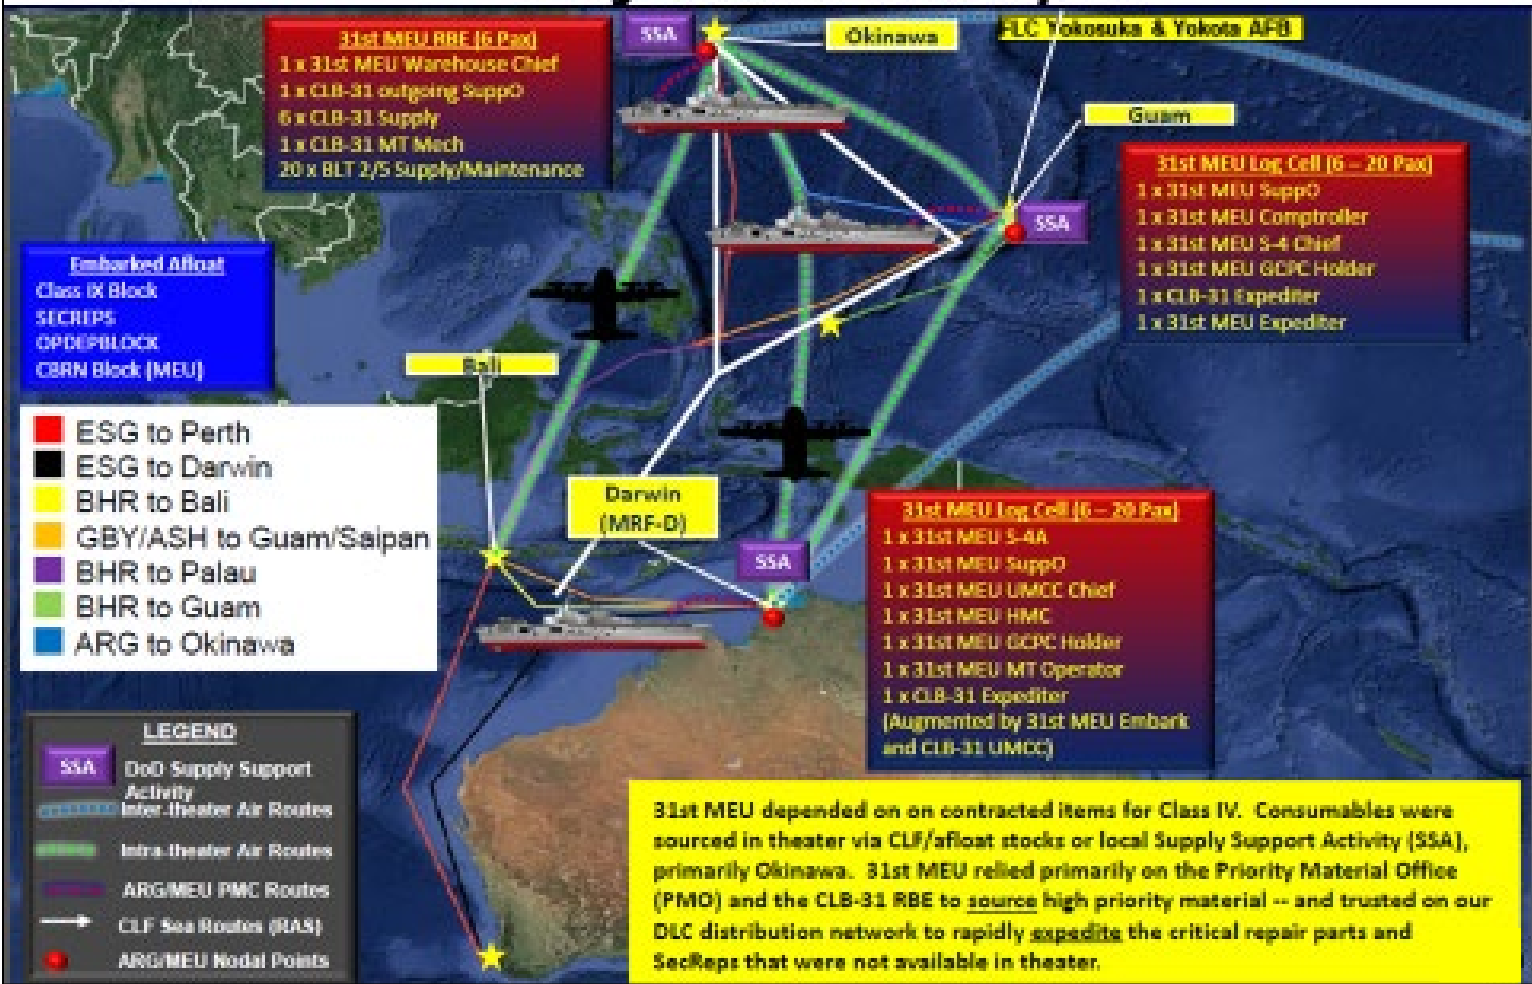 31st MEU RBE (6 Pax)
1 x 31st MEU Warehouse Chief
1 x CLB-31 outgoing SuppO
6 x CLB-31 Supply
1 x CLB-31 MT Mech
20 x BLT 2/5 Supply/Maintenance
SSA
Okinawa
FLC Yokosuka & Yokota AFB
Guam
SSA
31st MEU Log Cell (6 – 20 Pax)
1 x 31st MEU SuppO
1 x 31st MEU Comptroller
1 x 31st MEU S-4 Chief
1 x 31st MEU GCPC Holder
1 x CLB-31 Expediter
1 x 31st MEU Expediter
Embarked Afloat
Class IX Block
SECREPS
OPDEPBLOCK
CBRN Block (MEU)
Bali
ESG to Perth
ESG to Darwin
BHR to Bali
GBY/ASH to Guam/Saipan
BHR to Palau
BHR to Guam
ARG to Okinawa
Darwin
(MRF-D)
SSA
31st MEU Log Cell (6 – 20 Pax)
1 x 31st MEU S-4A
1 x 31st MEU SuppO
1 x 31st MEU UMCC Chief
1 x 31st MEU HMC
1 x 31st MEU GCPC Holder
1 x 31st MEU MT Operator
1 x CLB-31 Expediter
(Augmented by 31st MEU Embark
and CLB-31 UMCC)
LEGEND
SSA
DoD Supply Support
Activity
Inter-theater Air Routes
Intra-theater Air Routes
ARG/MEU PMC Routes
CLF Sea Routes (RAS)
ARG/MEU Nodal Points
31st MEU depended on on contracted items for Class IV. Consumables were
sourced in theater via CLF/afloat stocks or local Supply Support Activity (SSA),
primarily Okinawa. 31st MEU relied primarily on the Priority Material Office
(PMO) and the CLB-31 RBE to source high priority material -- and trusted on our
DLC distribution network to rapidly expedite the critical repair parts and
SecReps that were not available in theater.